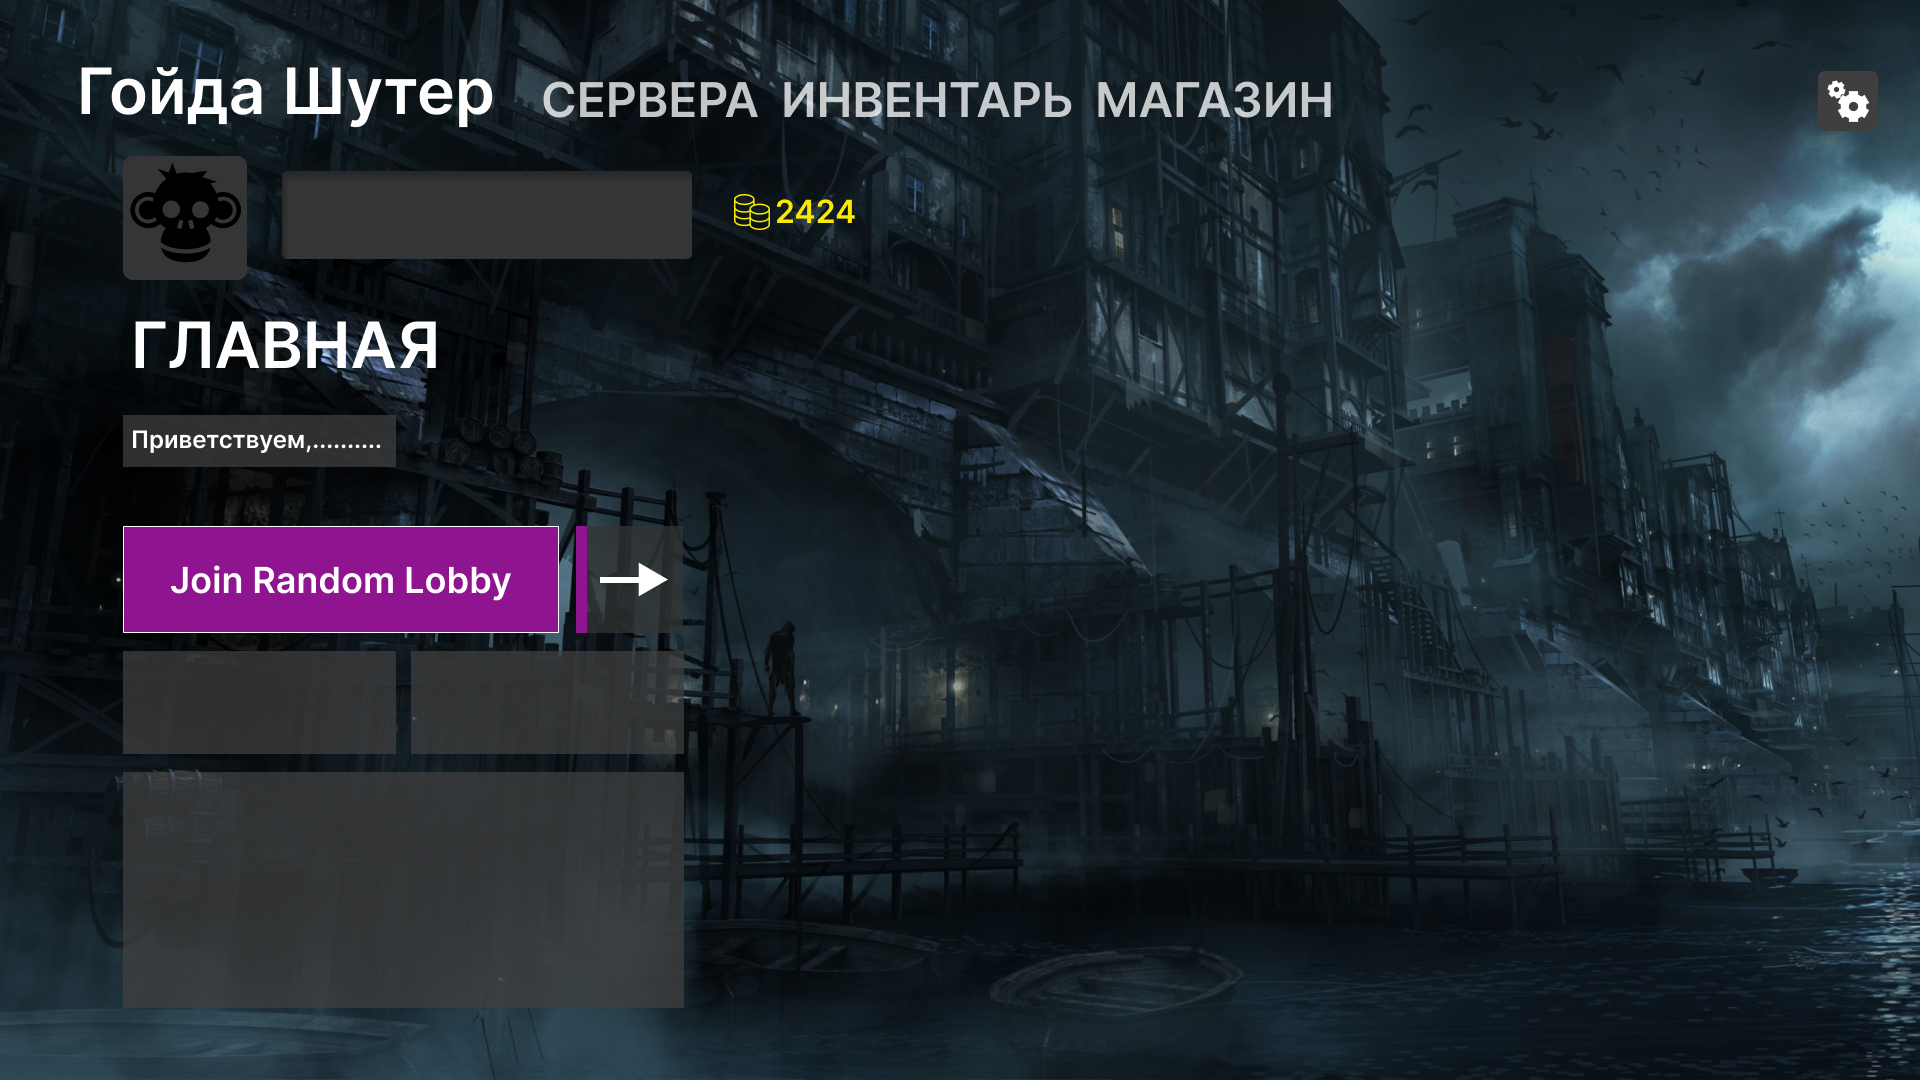 Гойда Шутер
СЕРВЕРА ИНВЕНТАРЬ МАГАЗИН
2424
ГЛАВНАЯ
Приветствуем,..........
Join Random Lobby